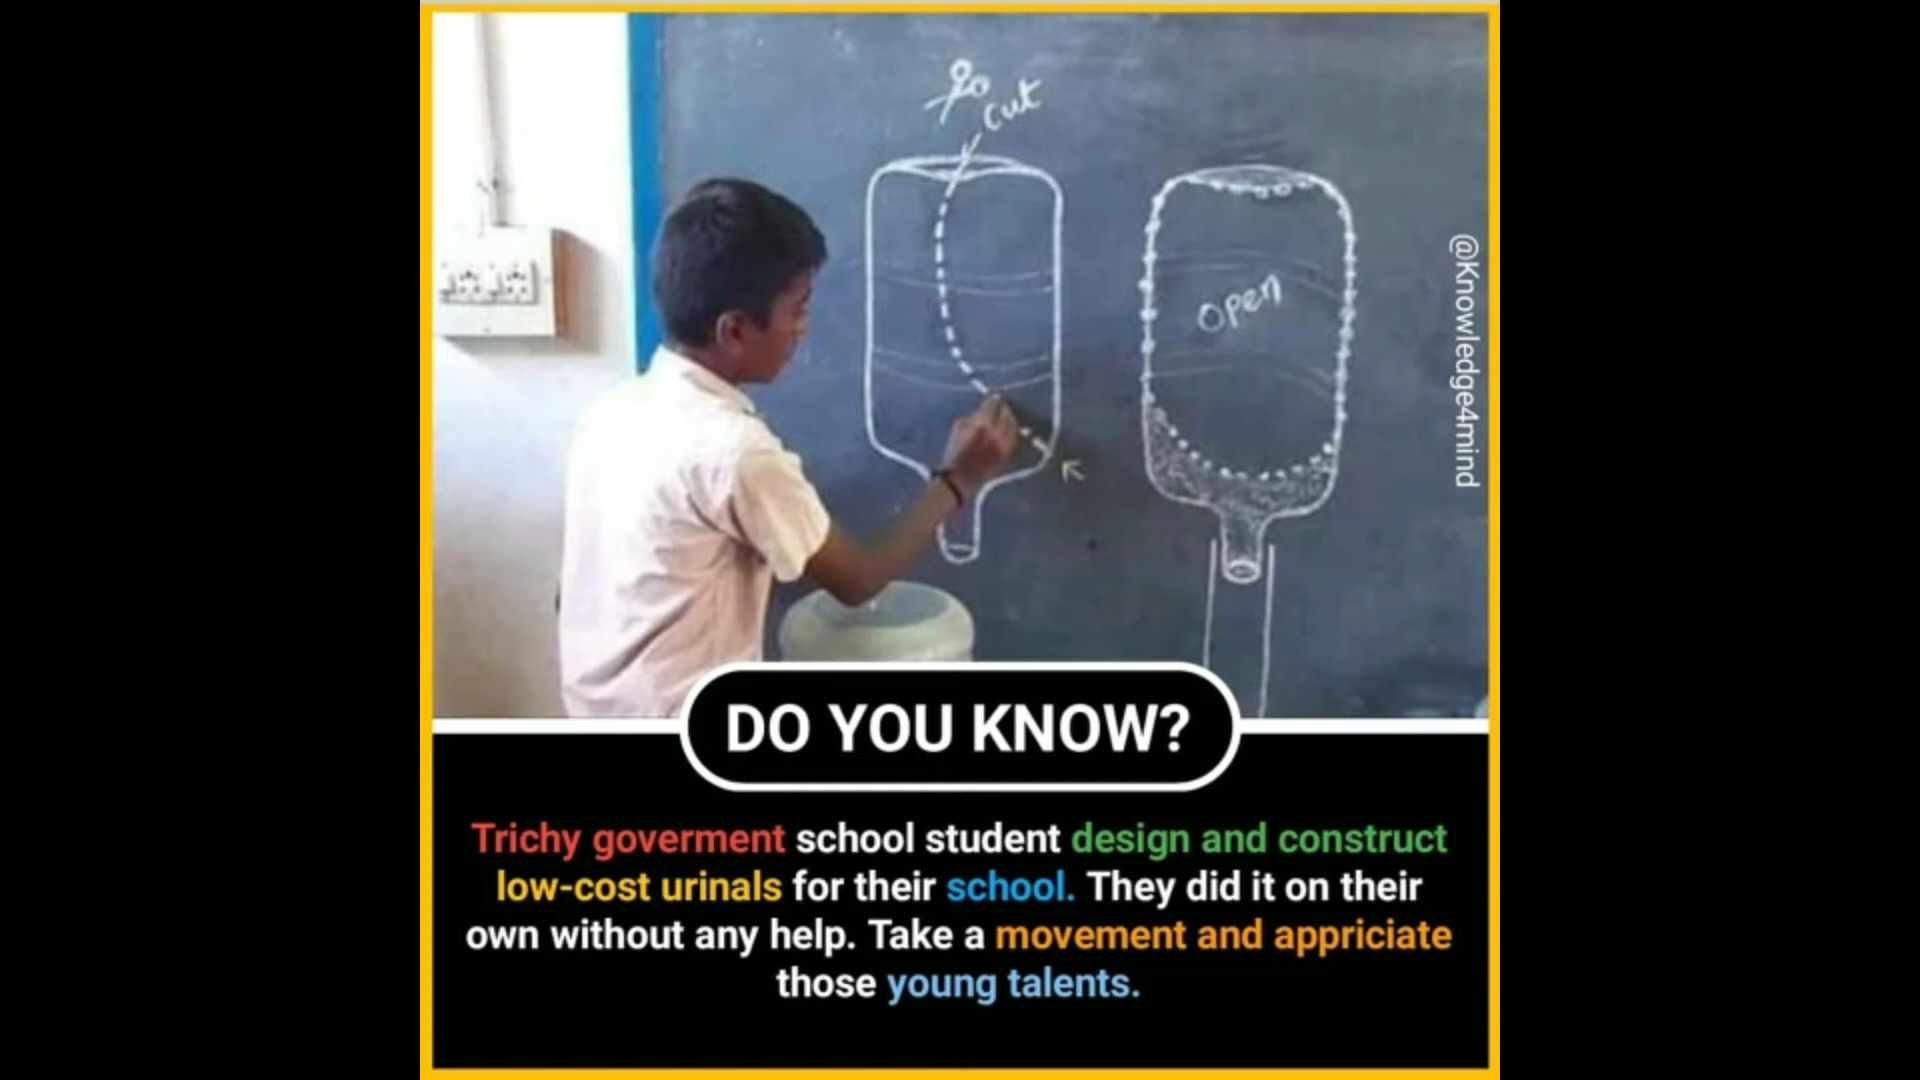 cut
open
@Knowledge4mind
DO YOU KNOW?
Trichy goverment school student design and construct
low-cost urinals for their school. They did it on their
own without any help. Take a movement and appriciate
those young talents.